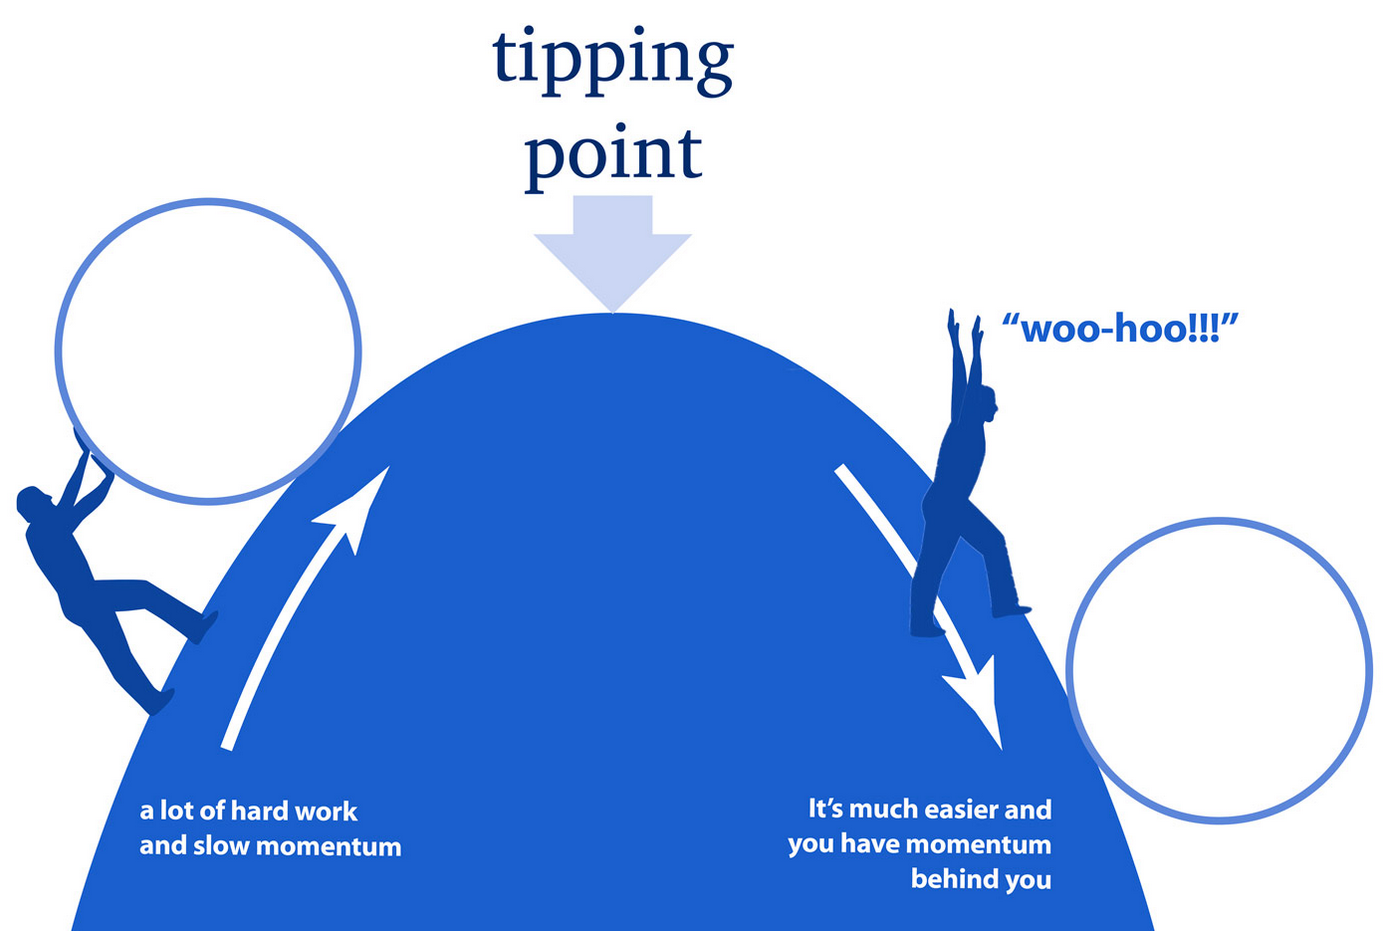 tipping
point
“woo-hoo!!!”
a lot of hard work
and slow momentum
It’s much easier and
you have momentum
behind you